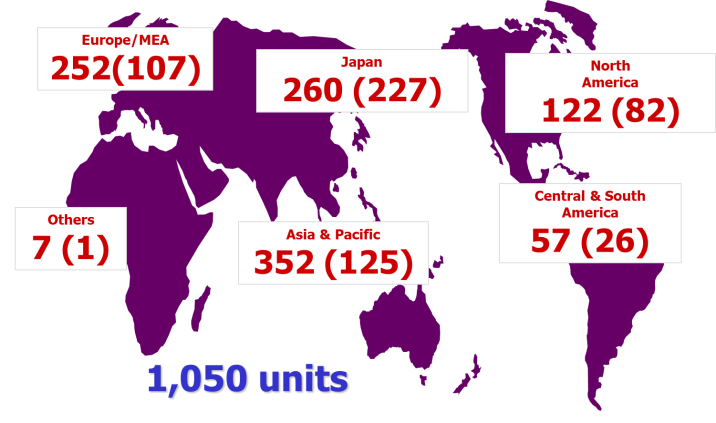 Europe/MEA
252(107)
Japan
260 (227)
North
America
122 (82)
Central & South
America
57 (26)
Others
7 (1)
Asia & Pacific
352 (125)
1,050 units